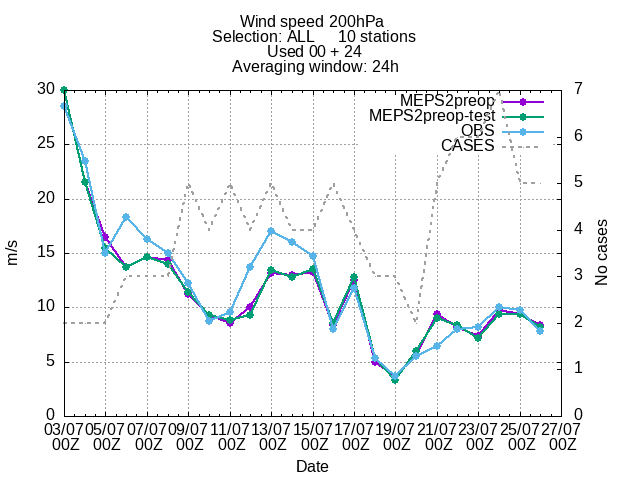 Wind speed 200hPa
Selection: ALL 10 stations
Used 00 + 24
Averaging window: 24h
MEPS2preop
MEPS2preop-test
OBS
CASES
m/s
30
25
20
15
10
5
0
No cases
7
6
5
4
3
2
1
0
03/07 05/07 07/07 09/07 11/07 13/07 15/07 17/07 19/07 21/07 23/07 25/07 27/07
00Z 00Z 00Z 00Z 00Z 00Z 00Z 00Z 00Z 00Z 00Z 00Z 00Z
Date